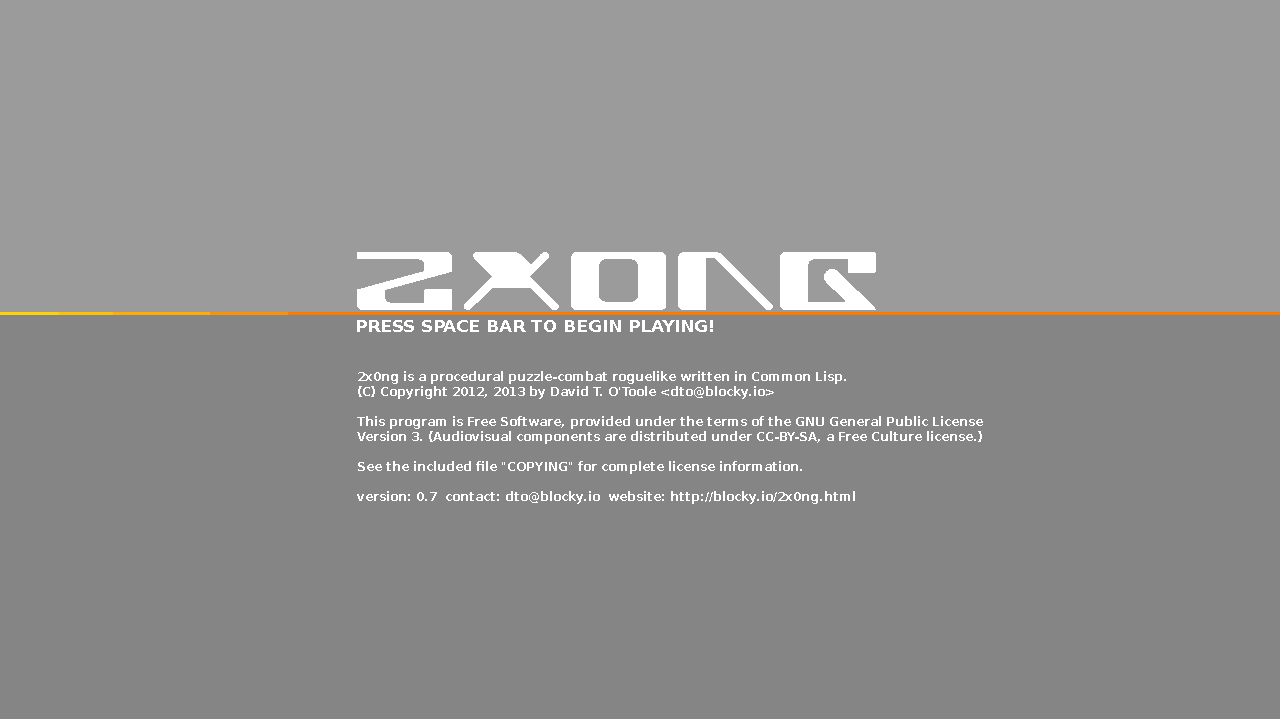 2X0NG
PRESS SPACE BAR TO BEGIN PLAYING!
2x0ng is a procedural puzzle-combat roguelike written in Common Lisp.
(C) Copyright 2012, 2013 by David T. O'Toole <dto@blocky.io>
This program is Free Software, provided under the terms of the GNU General Public License
Version 3. (Audiovisual components are distributed under CC-BY-SA, a Free Culture license.)
See the included file "COPYING" for complete license information.
version: 0.7  contact: dto@blocky.io  website: http://blocky.io/2x0ng.html